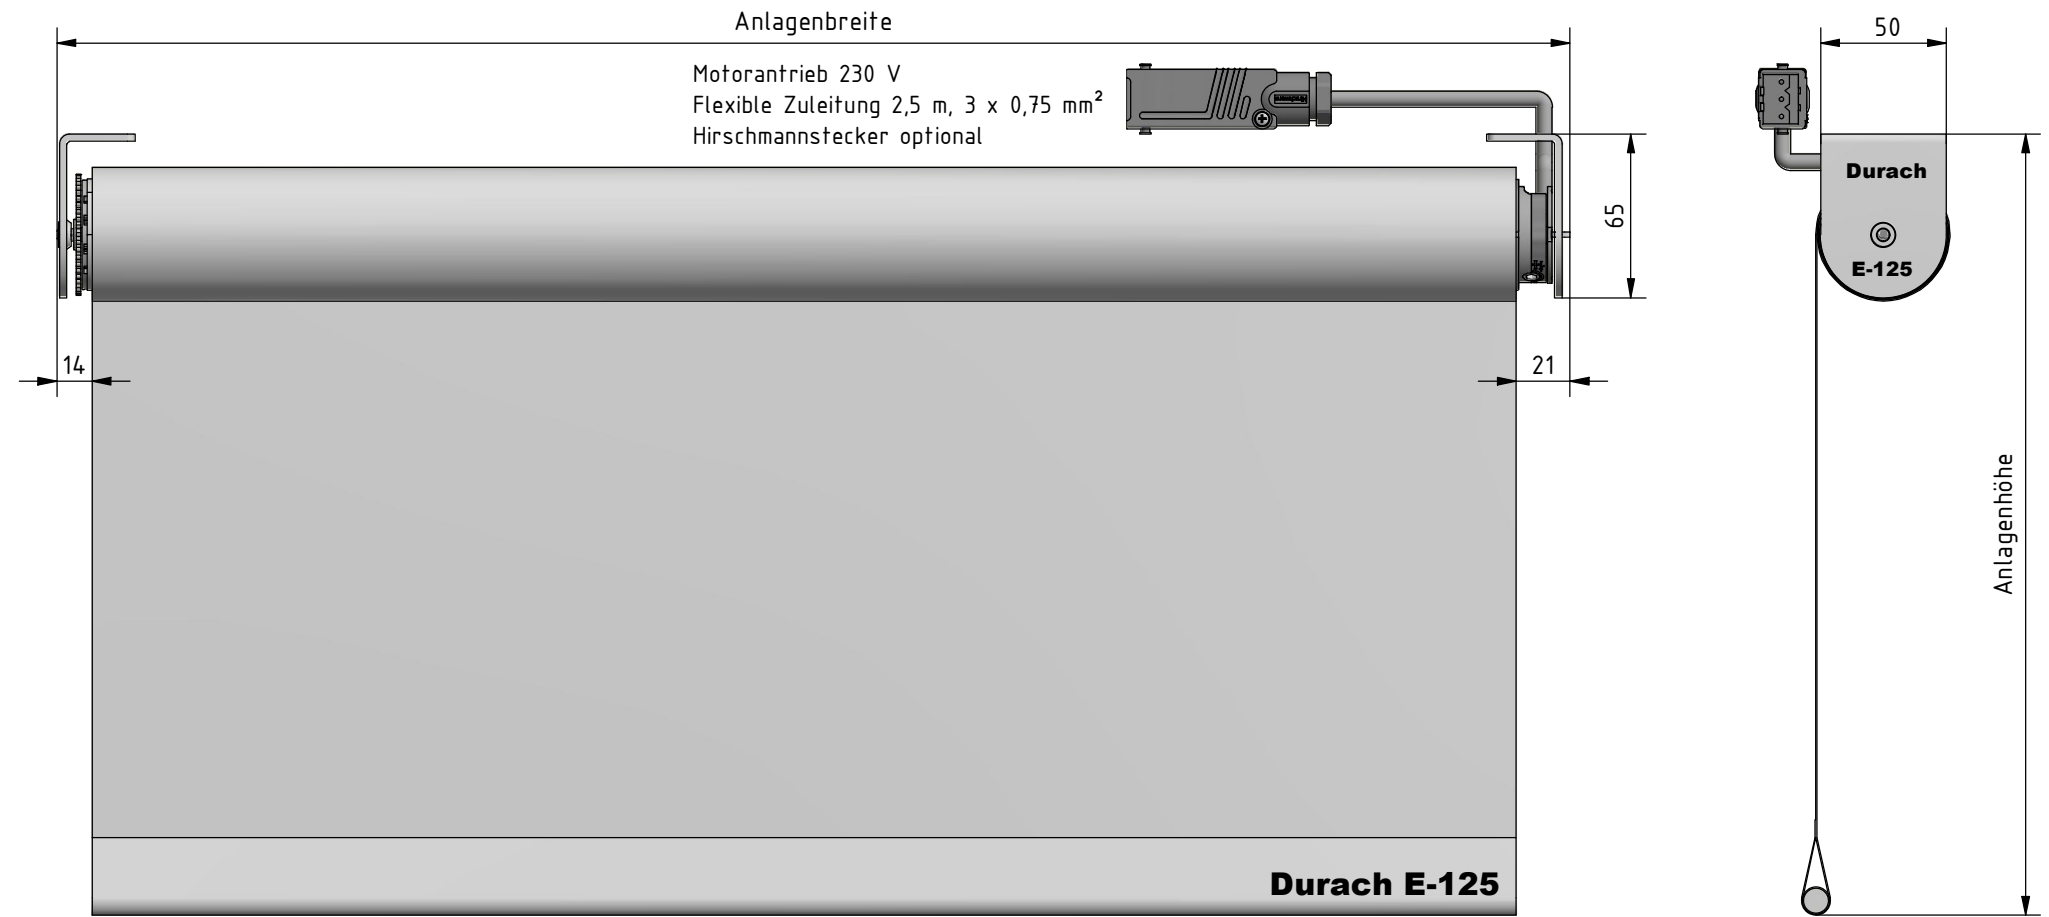 Anlagenbreite
50
Motorantrieb 230 V
Flexible Zuleitung 2,5 m, 3 x 0,75 mm²
Hirschmannstecker optional
Durach
65
E-125
14
21
Anlagenhöhe
Durach E-125